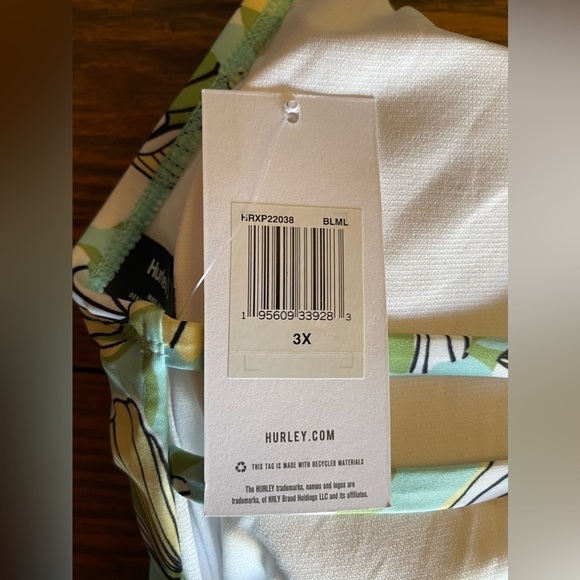 HRXP22038 BLML
1 95609 33928 3
3X
Hurley
HURLEY.COM
THIS TAG IS MADE WITH RECYCLED MATERIALS
The HURLEY trademarks, names and logos are
trademarks, of HRLY Brand Holdings LLC and its affiliates.